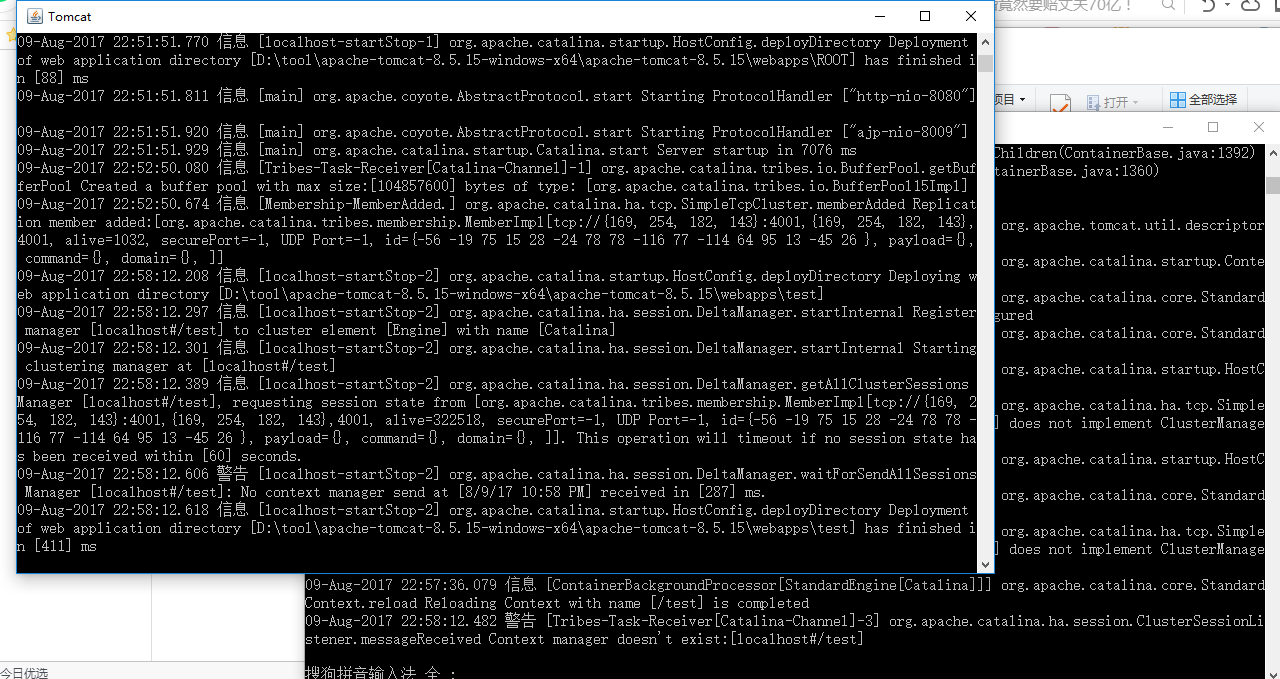 竟然要赔丈夫70亿！
Tomcat
09-Aug-2017 22:51:51.770 信息 [localhost-startStop-1] org.apache.catalina.startup.HostConfig.deployDirectory Deployment
of web application directory [D:\tool\apache-tomcat-8.5.15-windows-x64\apache-tomcat-8.5.15\webapps\ROOT] has finished i
n [88] ms
09-Aug-2017 22:51:51.811 信息 [main] org.apache.coyote.AbstractProtocol.start Starting ProtocolHandler ["http-nio-8080"]
09-Aug-2017 22:51:51.920 信息 [main] org.apache.coyote.AbstractProtocol.start Starting ProtocolHandler ["ajp-nio-8009"]
09-Aug-2017 22:51:51.929 信息 [main] org.apache.catalina.startup.Catalina.start Server startup in 7076 ms
09-Aug-2017 22:52:50.080 信息 [Tribes-Task-Receiver[Catalina-Channel]-1] org.apache.catalina.tribes.io.BufferPool.getBuf
ferPool Created a buffer pool with max size:[104857600] bytes of type: [org.apache.catalina.tribes.io.BufferPool15Impl]
09-Aug-2017 22:52:50.674 信息 [Membership-MemberAdded.] org.apache.catalina.ha.tcp.SimpleTcpCluster.memberAdded Replicat
ion member added:[org.apache.catalina.tribes.membership.MemberImpl[tcp://{169, 254, 182, 143}:4001,{169, 254, 182, 143},
4001, alive=1032, securePort=-1, UDP Port=-1, id={-56 -19 75 15 28 -24 78 78 -116 77 -114 64 95 13 -45 26 }, payload={},
command={}, domain={}, ]]
09-Aug-2017 22:58:12.208 信息 [localhost-startStop-2] org.apache.catalina.startup.HostConfig.deployDirectory Deploying w
eb application directory [D:\tool\apache-tomcat-8.5.15-windows-x64\apache-tomcat-8.5.15\webapps\test]
09-Aug-2017 22:58:12.297 信息 [localhost-startStop-2] org.apache.catalina.ha.session.DeltaManager.startInternal Register
manager [localhost#/test] to cluster element [Engine] with name [Catalina]
09-Aug-2017 22:58:12.301 信息 [localhost-startStop-2] org.apache.catalina.ha.session.DeltaManager.startInternal Starting
clustering manager at [localhost#/test]
09-Aug-2017 22:58:12.389 信息 [localhost-startStop-2] org.apache.catalina.ha.session.DeltaManager.getAllClusterSessions
Manager [localhost#/test], requesting session state from [org.apache.catalina.tribes.membership.MemberImpl[tcp://{169, 2
54, 182, 143}:4001,{169, 254, 182, 143},4001, alive=322518, securePort=-1, UDP Port=-1, id={-56 -19 75 15 28 -24 78 78 -
116 77 -114 64 95 13 -45 26 }, payload={}, command={}, domain={}, ]]. This operation will timeout if no session state ha
s been received within [60] seconds.
09-Aug-2017 22:58:12.606 警告 [localhost-startStop-2] org.apache.catalina.ha.session.DeltaManager.waitForSendAllSessions
Manager [localhost#/test]: No context manager send at [8/9/17 10:58 PM] received in [287] ms.
09-Aug-2017 22:58:12.618 信息 [localhost-startStop-2] org.apache.catalina.startup.HostConfig.deployDirectory Deployment
of web application directory [D:\tool\apache-tomcat-8.5.15-windows-x64\apache-tomcat-8.5.15\webapps\test] has finished i
n [411] ms
项目 打开 全部选择
Children(ContainerBase.java:1392)
tainerBase.java:1360)
org.apache.tomcat.util.descriptor
org.apache.catalina.startup.Conte
org.apache.catalina.core.Standard
gured
org.apache.catalina.core.Standard
org.apache.catalina.startup.HostC
org.apache.catalina.ha.tcp.Simple
] does not implement ClusterManage
org.apache.catalina.startup.HostC
org.apache.catalina.core.Standard
org.apache.catalina.ha.tcp.Simple
] does not implement ClusterManage
09-Aug-2017 22:57:36.079 信息 [ContainerBackgroundProcessor[StandardEngine[Catalina]]] org.apache.catalina.core.Standard
Context.reload Reloading Context with name [/test] is completed
09-Aug-2017 22:58:12.482 警告 [Tribes-Task-Receiver[Catalina-Channel]-3] org.apache.catalina.ha.session.ClusterSessionLi
stener.messageReceived Context manager doesn't exist:[localhost#/test]
搜狗拼音输入法 全 :
今日优选